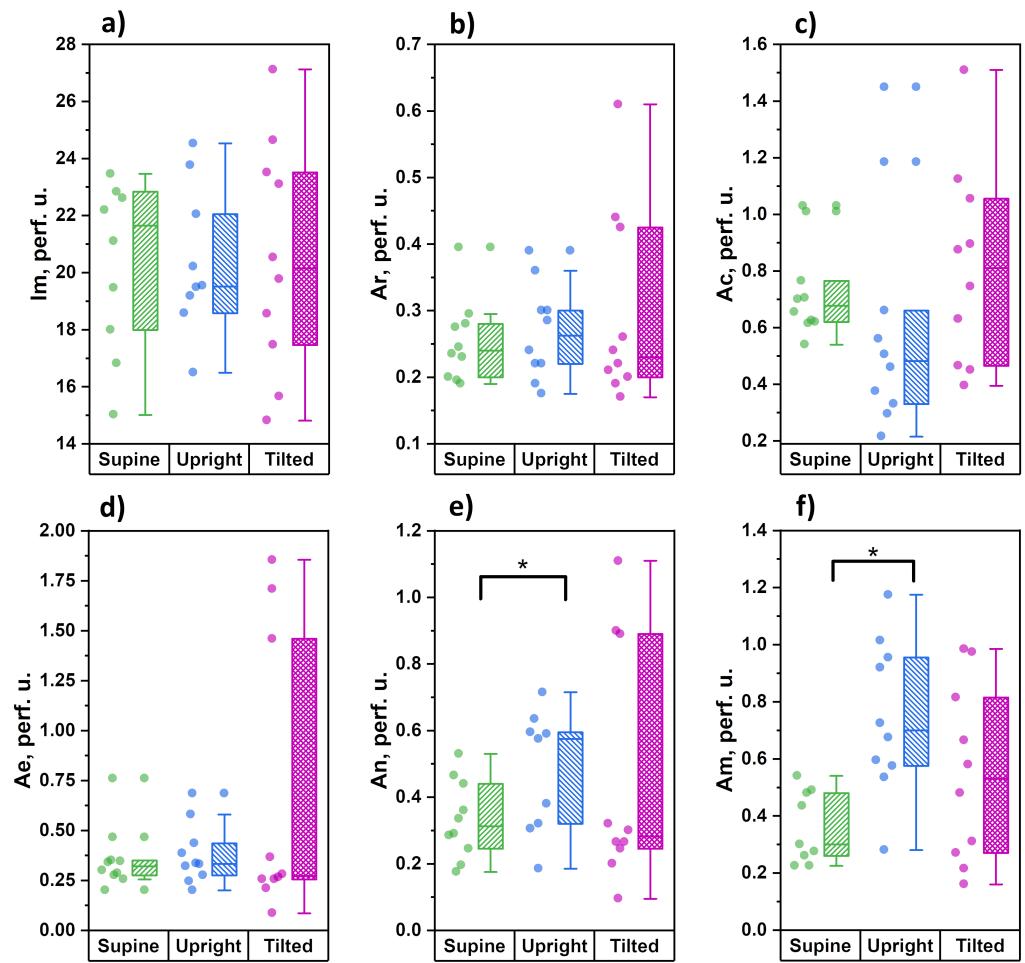 a)
28
26
24
22
20
18
16
14
Im, perf. u.
Supine Upright Tilted
b)
0.7
0.6
0.5
0.4
0.3
0.2
0.1
Ar, perf. u.
Supine Upright Tilted
c)
1.6
1.4
1.2
1.0
0.8
0.6
0.4
0.2
Ac, perf. u.
Supine Upright Tilted
d)
2.00
1.75
1.50
1.25
1.00
0.75
0.50
0.25
0.00
Ae, perf. u.
Supine Upright Tilted
e)
1.2
1.0
0.8
0.6
0.4
0.2
0.0
An, perf. u.
*
Supine Upright Tilted
f)
1.4
1.2
1.0
0.8
0.6
0.4
0.2
0.0
Am, perf. u.
*
Supine Upright Tilted